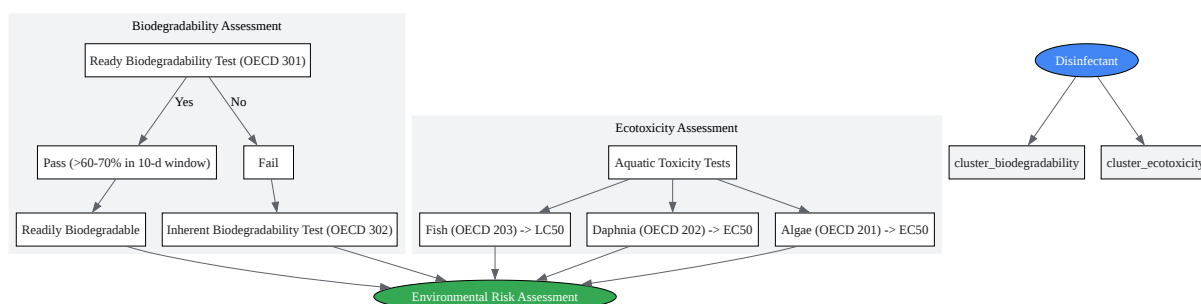 Biodegradability Assessment
Ready Biodegradability Test (OECD 301)
Yes
No
Pass (>60-70% in 10-d window)
Fail
Readily Biodegradable
Inherent Biodegradability Test (OECD 302)
Ecotoxicity Assessment
Aquatic Toxicity Tests
Fish (OECD 203) -> LC50
Daphnia (OECD 202) -> EC50
Algae (OECD 201) -> EC50
Environmental Risk Assessment
Disinfectant
cluster_biodegradability
cluster_ecotoxicity